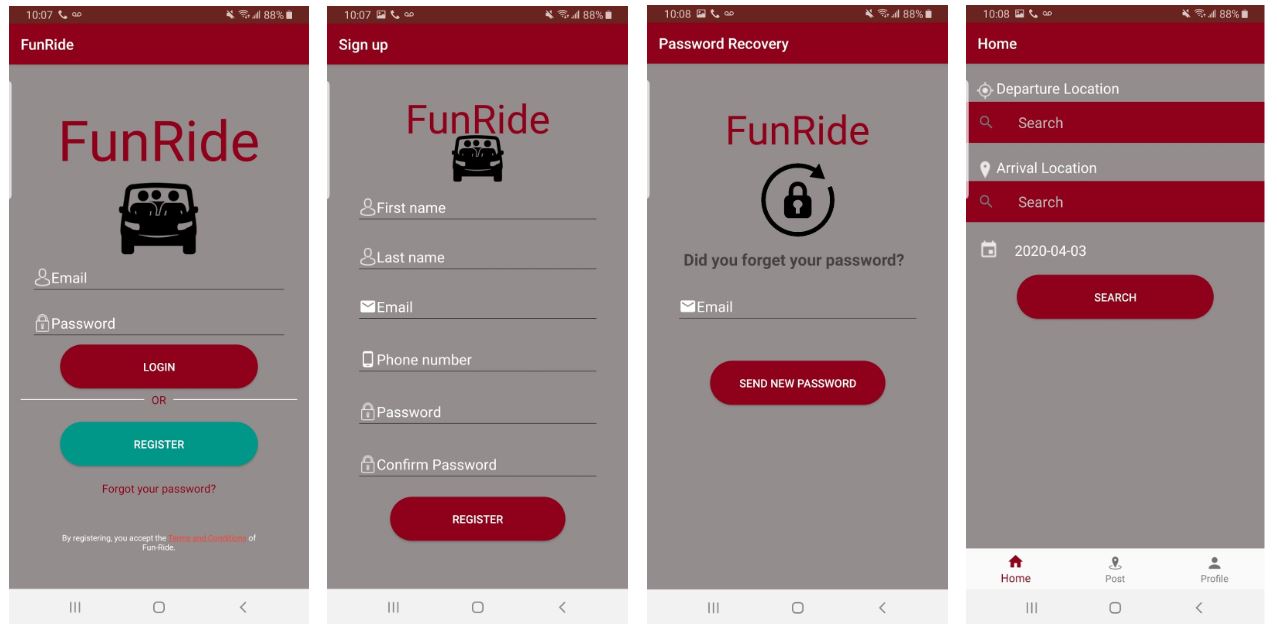 10:07 88%
FunRide
FunRide
Email
Password
LOGIN
OR
REGISTER
Forgot your password?
By registering, you accept the Terms and Conditions of
Fun-Ride.
10:07 88%
Sign up
FunRide
First name
Last name
Email
Phone number
Password
Confirm Password
REGISTER
10:08 88%
Password Recovery
FunRide
Did you forget your password?
Email
SEND NEW PASSWORD
10:08 88%
Home
Departure Location
Search
Arrival Location
Search
2020-04-03
SEARCH
Home Post Profile